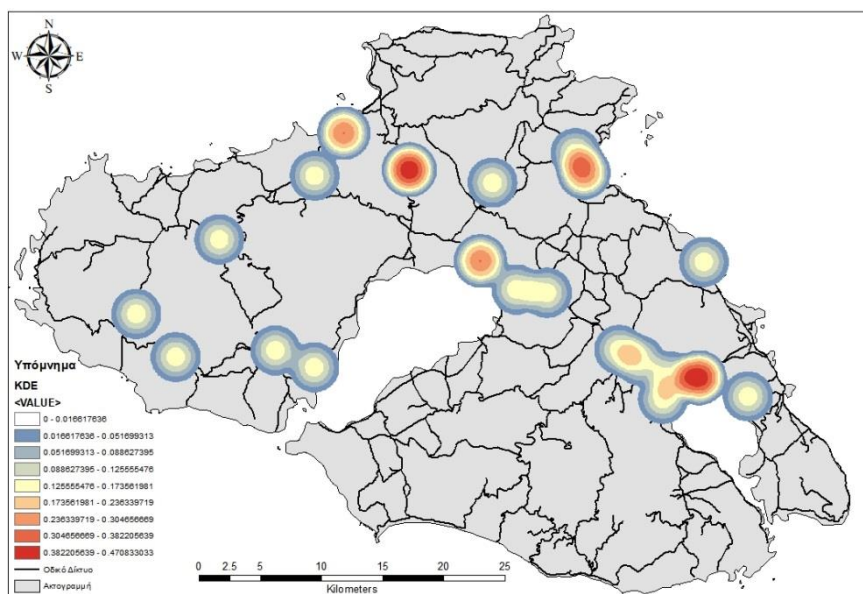 N
W E
S
Υπόμνημα
KDE
<VALUE>
0 - 0.016617636
0.016617636 - 0.051699313
0.051699313 - 0.088627395
0.088627395 - 0.125555476
0.125555476 - 0.173561981
0.173561981 - 0.236339719
0.236339719 - 0.304656669
0.304656669 - 0.382205639
0.382205639 - 0.470833033
Οδικό Δίκτυο
Ακτογραμμή
0 2.5 5 10 15 20 25
Kilometers